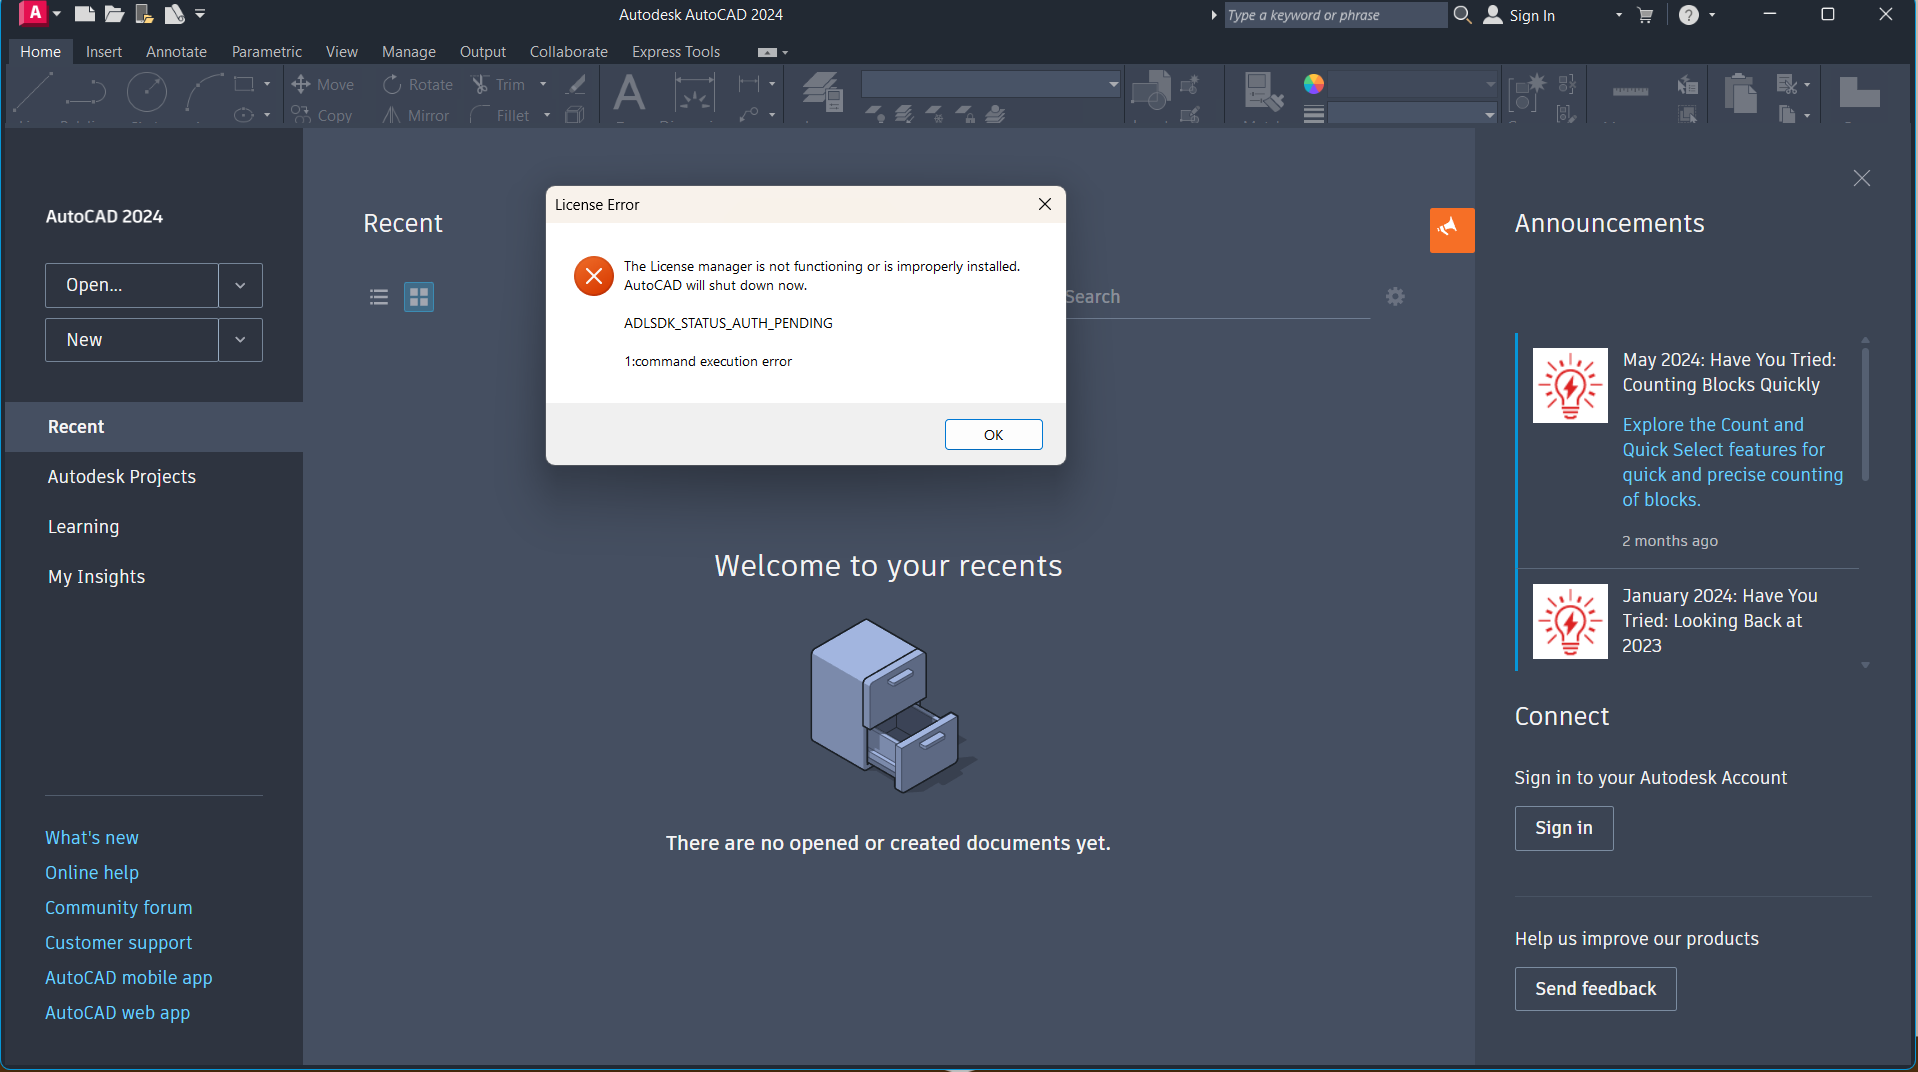 A
Autodesk AutoCAD 2024
Type a keyword or phrase
Sign In
?
Home Insert Annotate Parametric View Manage Output Collaborate Express Tools
Move Rotate Trim
Copy Mirror Fillet
A
AutoCAD 2024
Open...
New
Recent
Autodesk Projects
Learning
My Insights
What's new
Online help
Community forum
Customer support
AutoCAD mobile app
AutoCAD web app
Recent
Search
License Error
The License manager is not functioning or is improperly installed.
AutoCAD will shut down now.
ADLSDK_STATUS_AUTH_PENDING
1:command execution error
OK
Welcome to your recents
There are no opened or created documents yet.
Announcements
May 2024: Have You Tried:
Counting Blocks Quickly
Explore the Count and
Quick Select features for
quick and precise counting
of blocks.
2 months ago
January 2024: Have You
Tried: Looking Back at
2023
Connect
Sign in to your Autodesk Account
Sign in
Help us improve our products
Send feedback